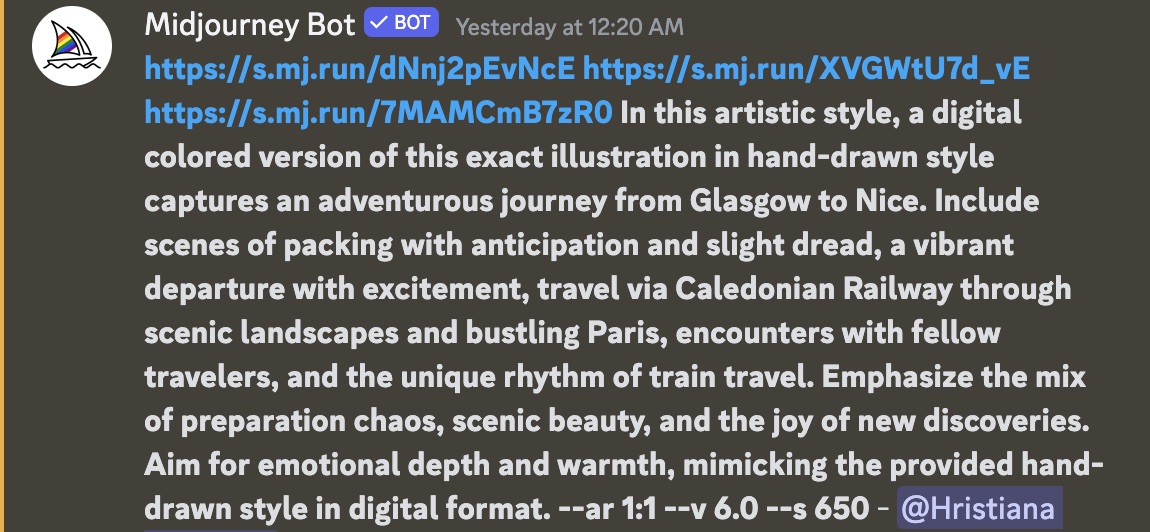 Midjourney Bot ✓ BOT Yesterday at 12:20 AM
https://s.mj.run/dNnj2pEvNcE https://s.mj.run/XVGWtU7d_vE
https://s.mj.run/7MAMCmB7zR0 In this artistic style, a digital
colored version of this exact illustration in hand-drawn style
captures an adventurous journey from Glasgow to Nice. Include
scenes of packing with anticipation and slight dread, a vibrant
departure with excitement, travel via Caledonian Railway through
scenic landscapes and bustling Paris, encounters with fellow
travelers, and the unique rhythm of train travel. Emphasize the mix
of preparation chaos, scenic beauty, and the joy of new discoveries.
Aim for emotional depth and warmth, mimicking the provided hand-
drawn style in digital format. --ar 1:1 --v 6.0 --s 650 - @Hristiana